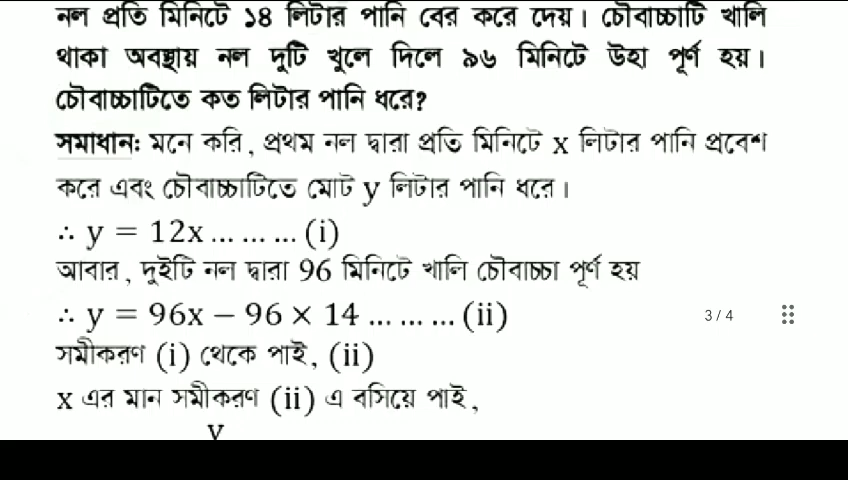 নল প্রতি মিনিটে ১৪ লিটার পানি বের করে দেয়। চৌবাচ্চাটি খালি
থাকা অবস্থায় নল দুটি খুলে দিলে ৯৬ মিনিটে উহা পূর্ণ হয়।
চৌবাচ্চাটিতে কত লিটার পানি ধরে?
সমাধান: মনে করি, প্রথম নল দ্বারা প্রতি মিনিটে x লিটার পানি প্রবেশ
করে এবং চৌবাচ্চাটিতে মোট y লিটার পানি ধরে।
∴ y = 12x ... ... ... (i)
আবার, দুইটি নল দ্বারা 96 মিনিটে খালি চৌবাচ্চা পূর্ণ হয়
∴ y = 96x − 96 × 14 ... ... ... (ii)
3 / 4
সমীকরণ (i) থেকে পাই, (ii)
x এর মান সমীকরণ (ii) এ বসিয়ে পাই,
y